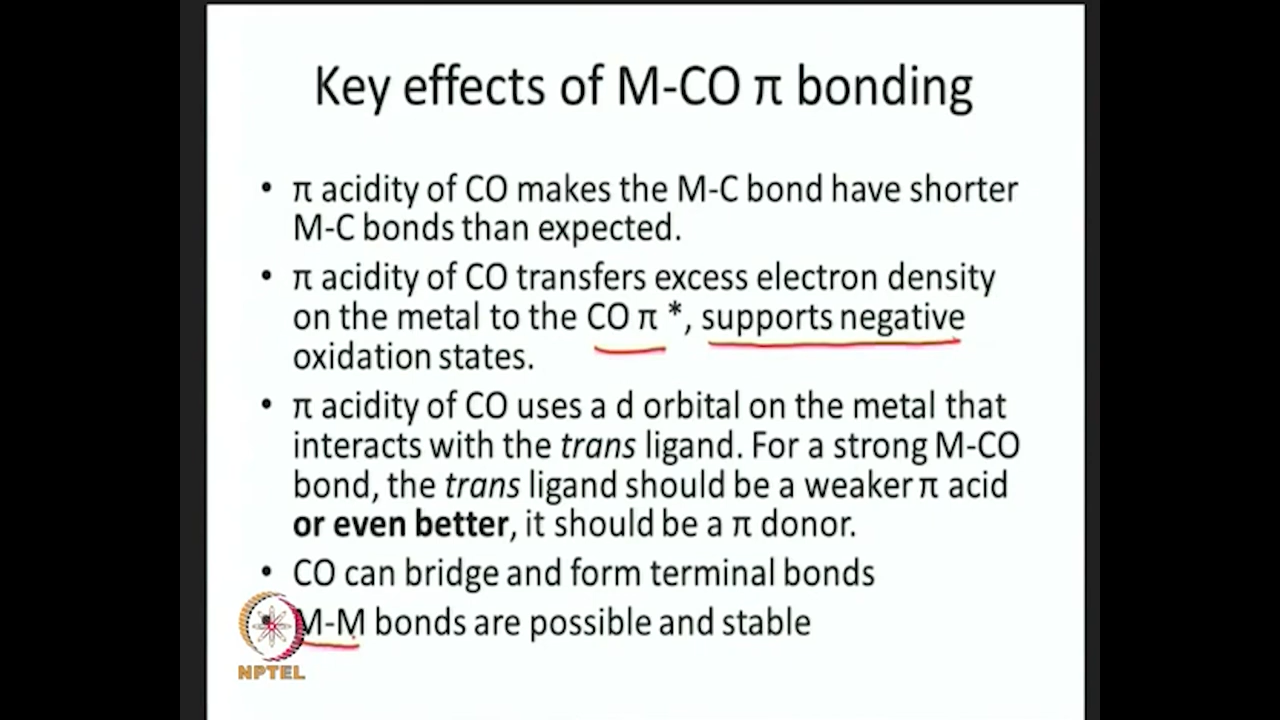 Key effects of M-CO π bonding
• π acidity of CO makes the M-C bond have shorter
M-C bonds than expected.
• π acidity of CO transfers excess electron density
on the metal to the CO π *, supports negative
oxidation states.
• π acidity of CO uses a d orbital on the metal that
interacts with the trans ligand. For a strong M-CO
bond, the trans ligand should be a weaker π acid
or even better, it should be a π donor.
• CO can bridge and form terminal bonds
M-M bonds are possible and stable
NPTEL